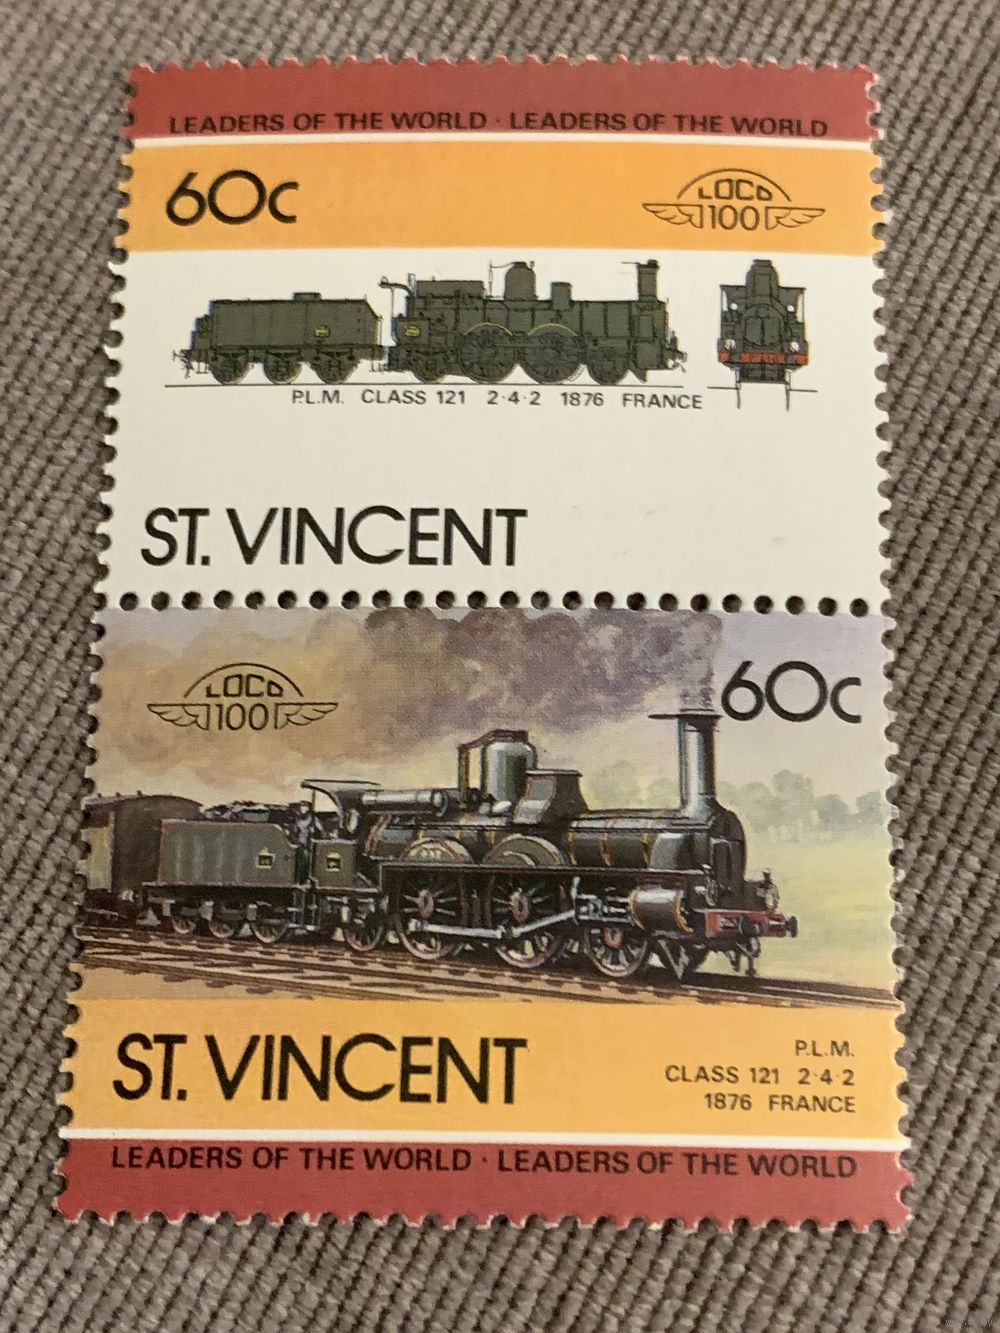 LEADERS OF THE WORLD · LEADERS OF THE WORLD
60c
LOCO
100
P.L.M. CLASS 121 2·4·2 1876 FRANCE
ST. VINCENT
LOCO
100
60c
ST. VINCENT
P.L.M.
CLASS 121 2·4·2
1876 FRANCE
LEADERS OF THE WORLD · LEADERS OF THE WORLD